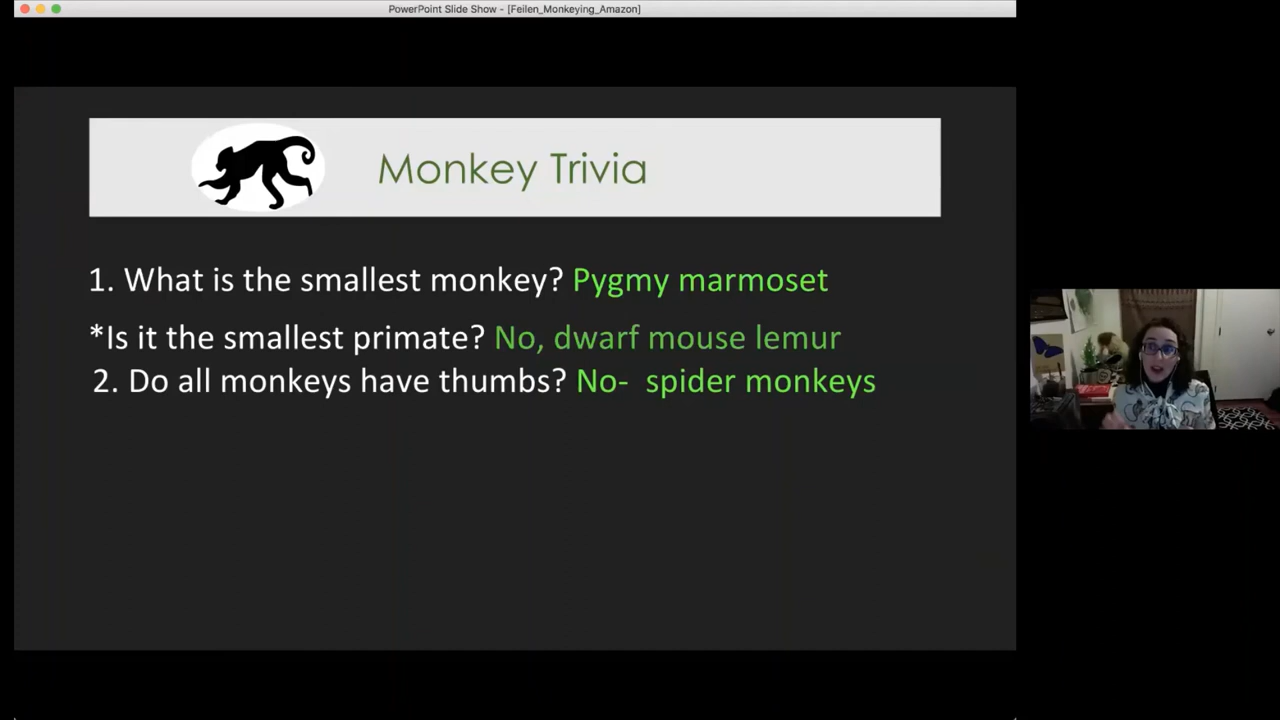 PowerPoint Slide Show - [Feilen_Monkeying_Amazon]
Monkey Trivia
1. What is the smallest monkey? Pygmy marmoset
*Is it the smallest primate? No, dwarf mouse lemur
2. Do all monkeys have thumbs? No- spider monkeys